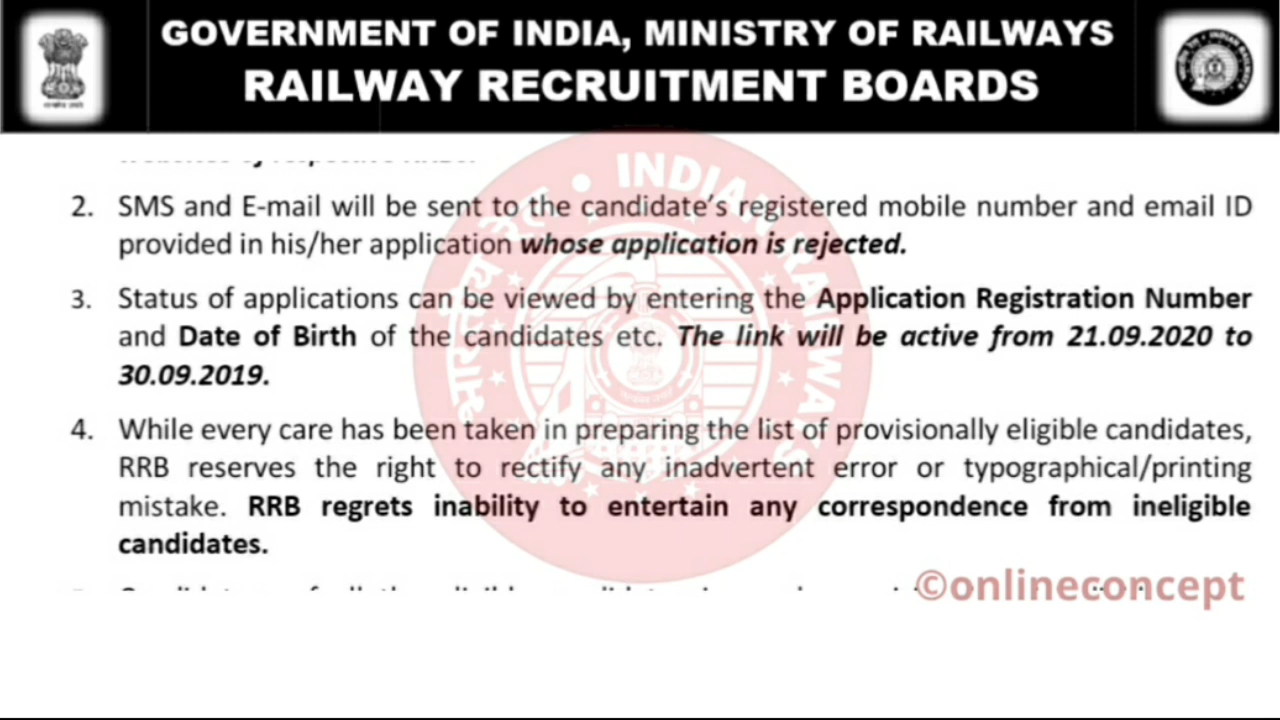 GOVERNMENT OF INDIA, MINISTRY OF RAILWAYS
RAILWAY RECRUITMENT BOARDS
2. SMS and E-mail will be sent to the candidate's registered mobile number and email ID
provided in his/her application whose application is rejected.
3. Status of applications can be viewed by entering the Application Registration Number
and Date of Birth of the candidates etc. The link will be active from 21.09.2020 to
30.09.2019.
4. While every care has been taken in preparing the list of provisionally eligible candidates,
RRB reserves the right to rectify any inadvertent error or typographical/printing
mistake. RRB regrets inability to entertain any correspondence from ineligible
candidates.
©onlineconcept
INDIAN RAILWAYS
भारतीय रेल